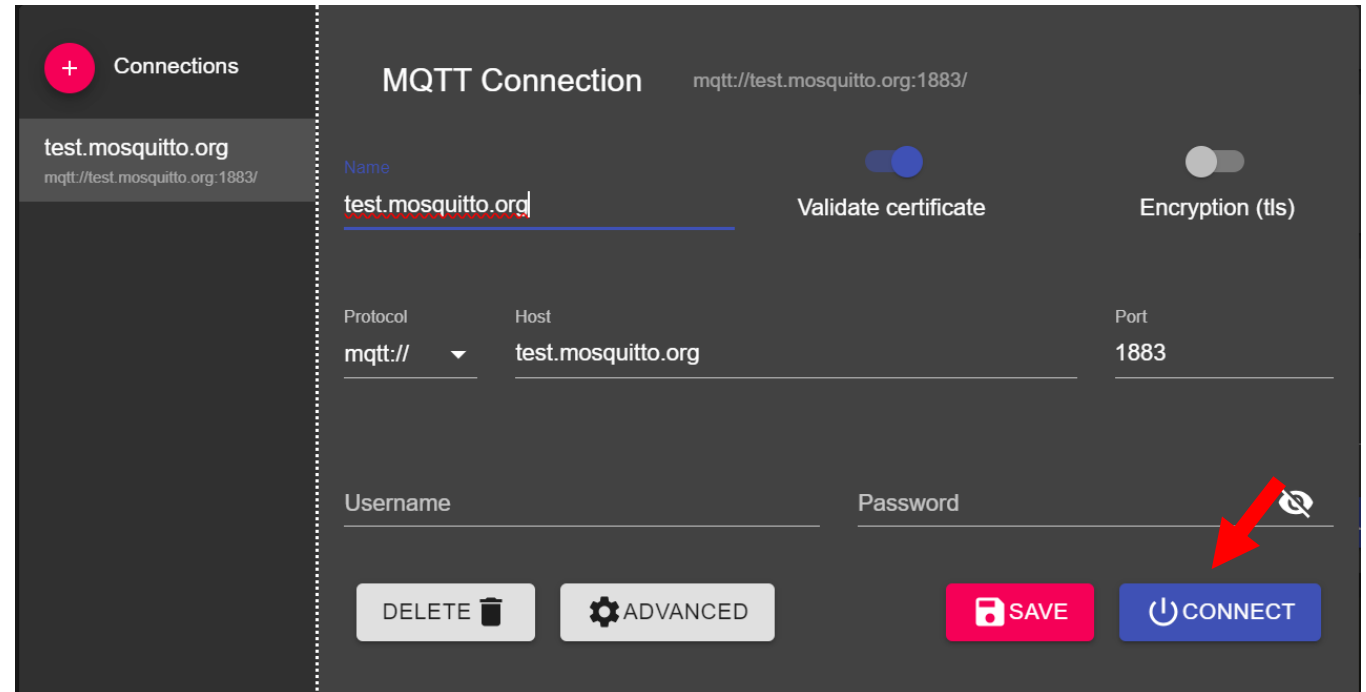 Connections
test.mosquitto.org
mqtt://test.mosquitto.org:1883/
MQTT Connection mqtt://test.mosquitto.org:1883/
Name
test.mosquitto.org
Validate certificate
Encryption (tls)
Protocol Host Port
mqtt:// test.mosquitto.org 1883
Username Password
DELETE ADVANCED SAVE CONNECT